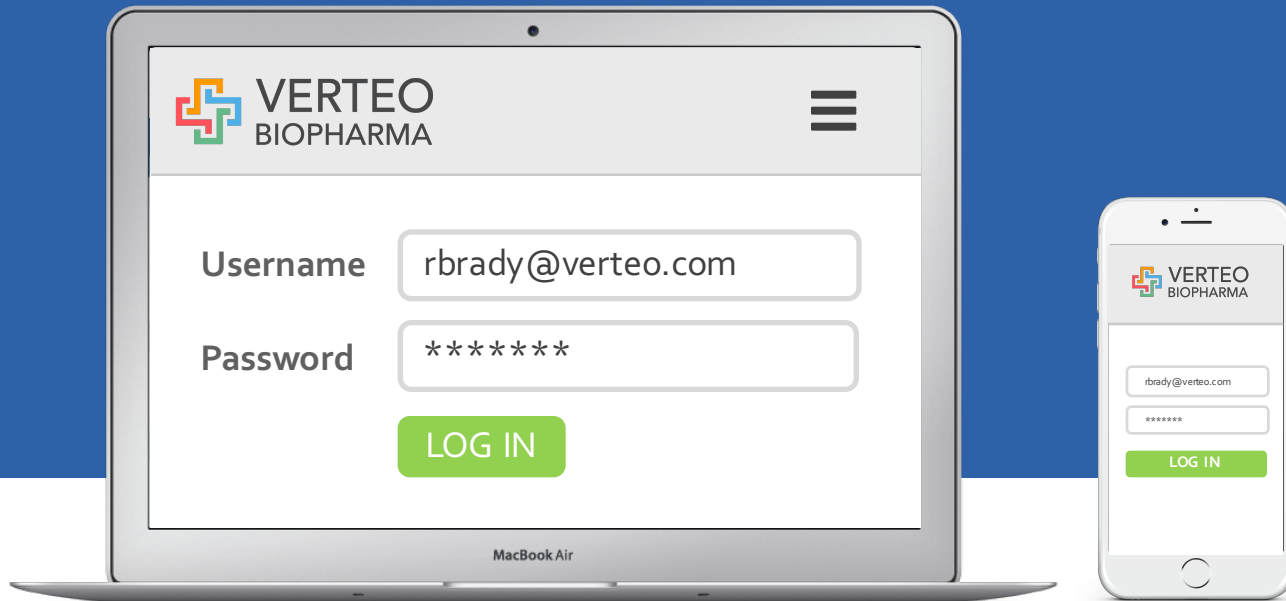 VERTEO
BIOPHARMA
Username
rbrady@verteo.com
Password
*******
LOG IN
MacBook Air
VERTEO
BIOPHARMA
rbrady@verteo.com
*******
LOG IN